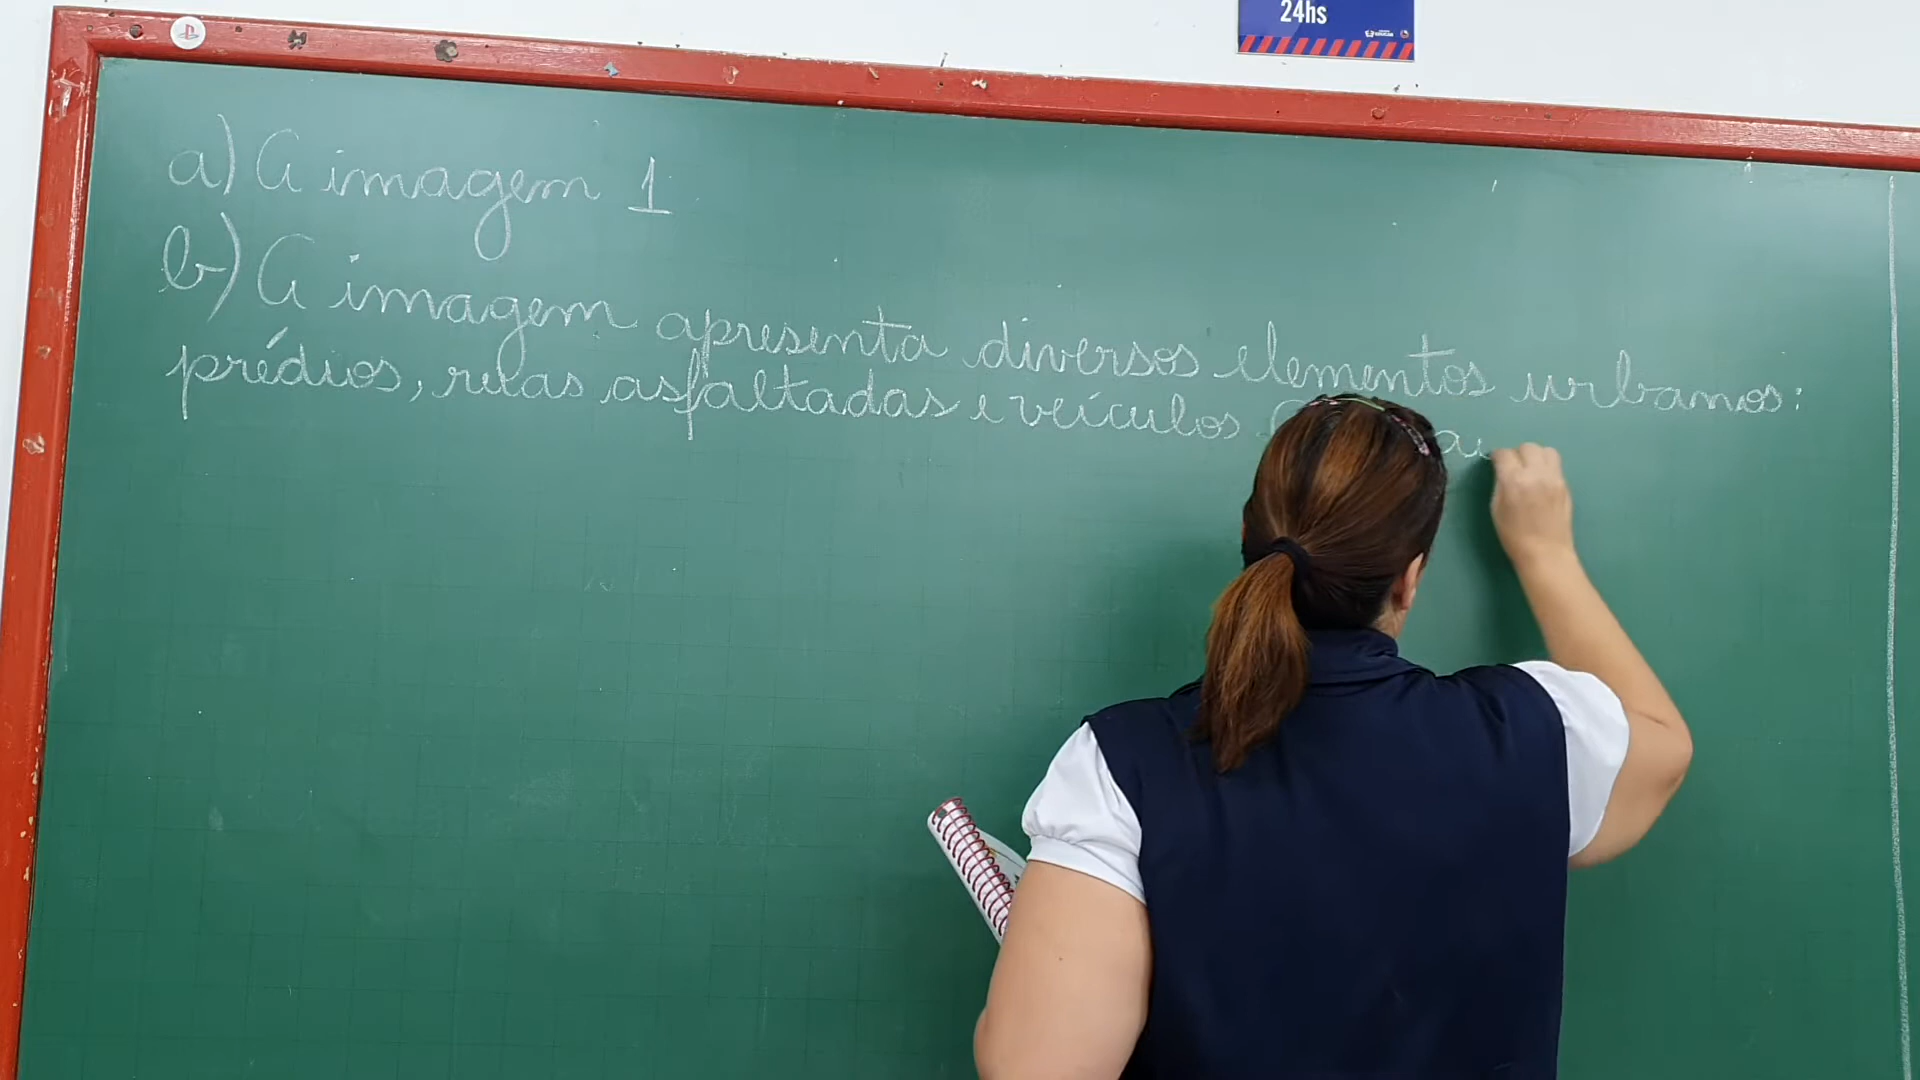 24hs
a) A imagem 1
b) A imagem apresenta diversos elementos urbanos:
prédios, ruas asfaltadas e veículos